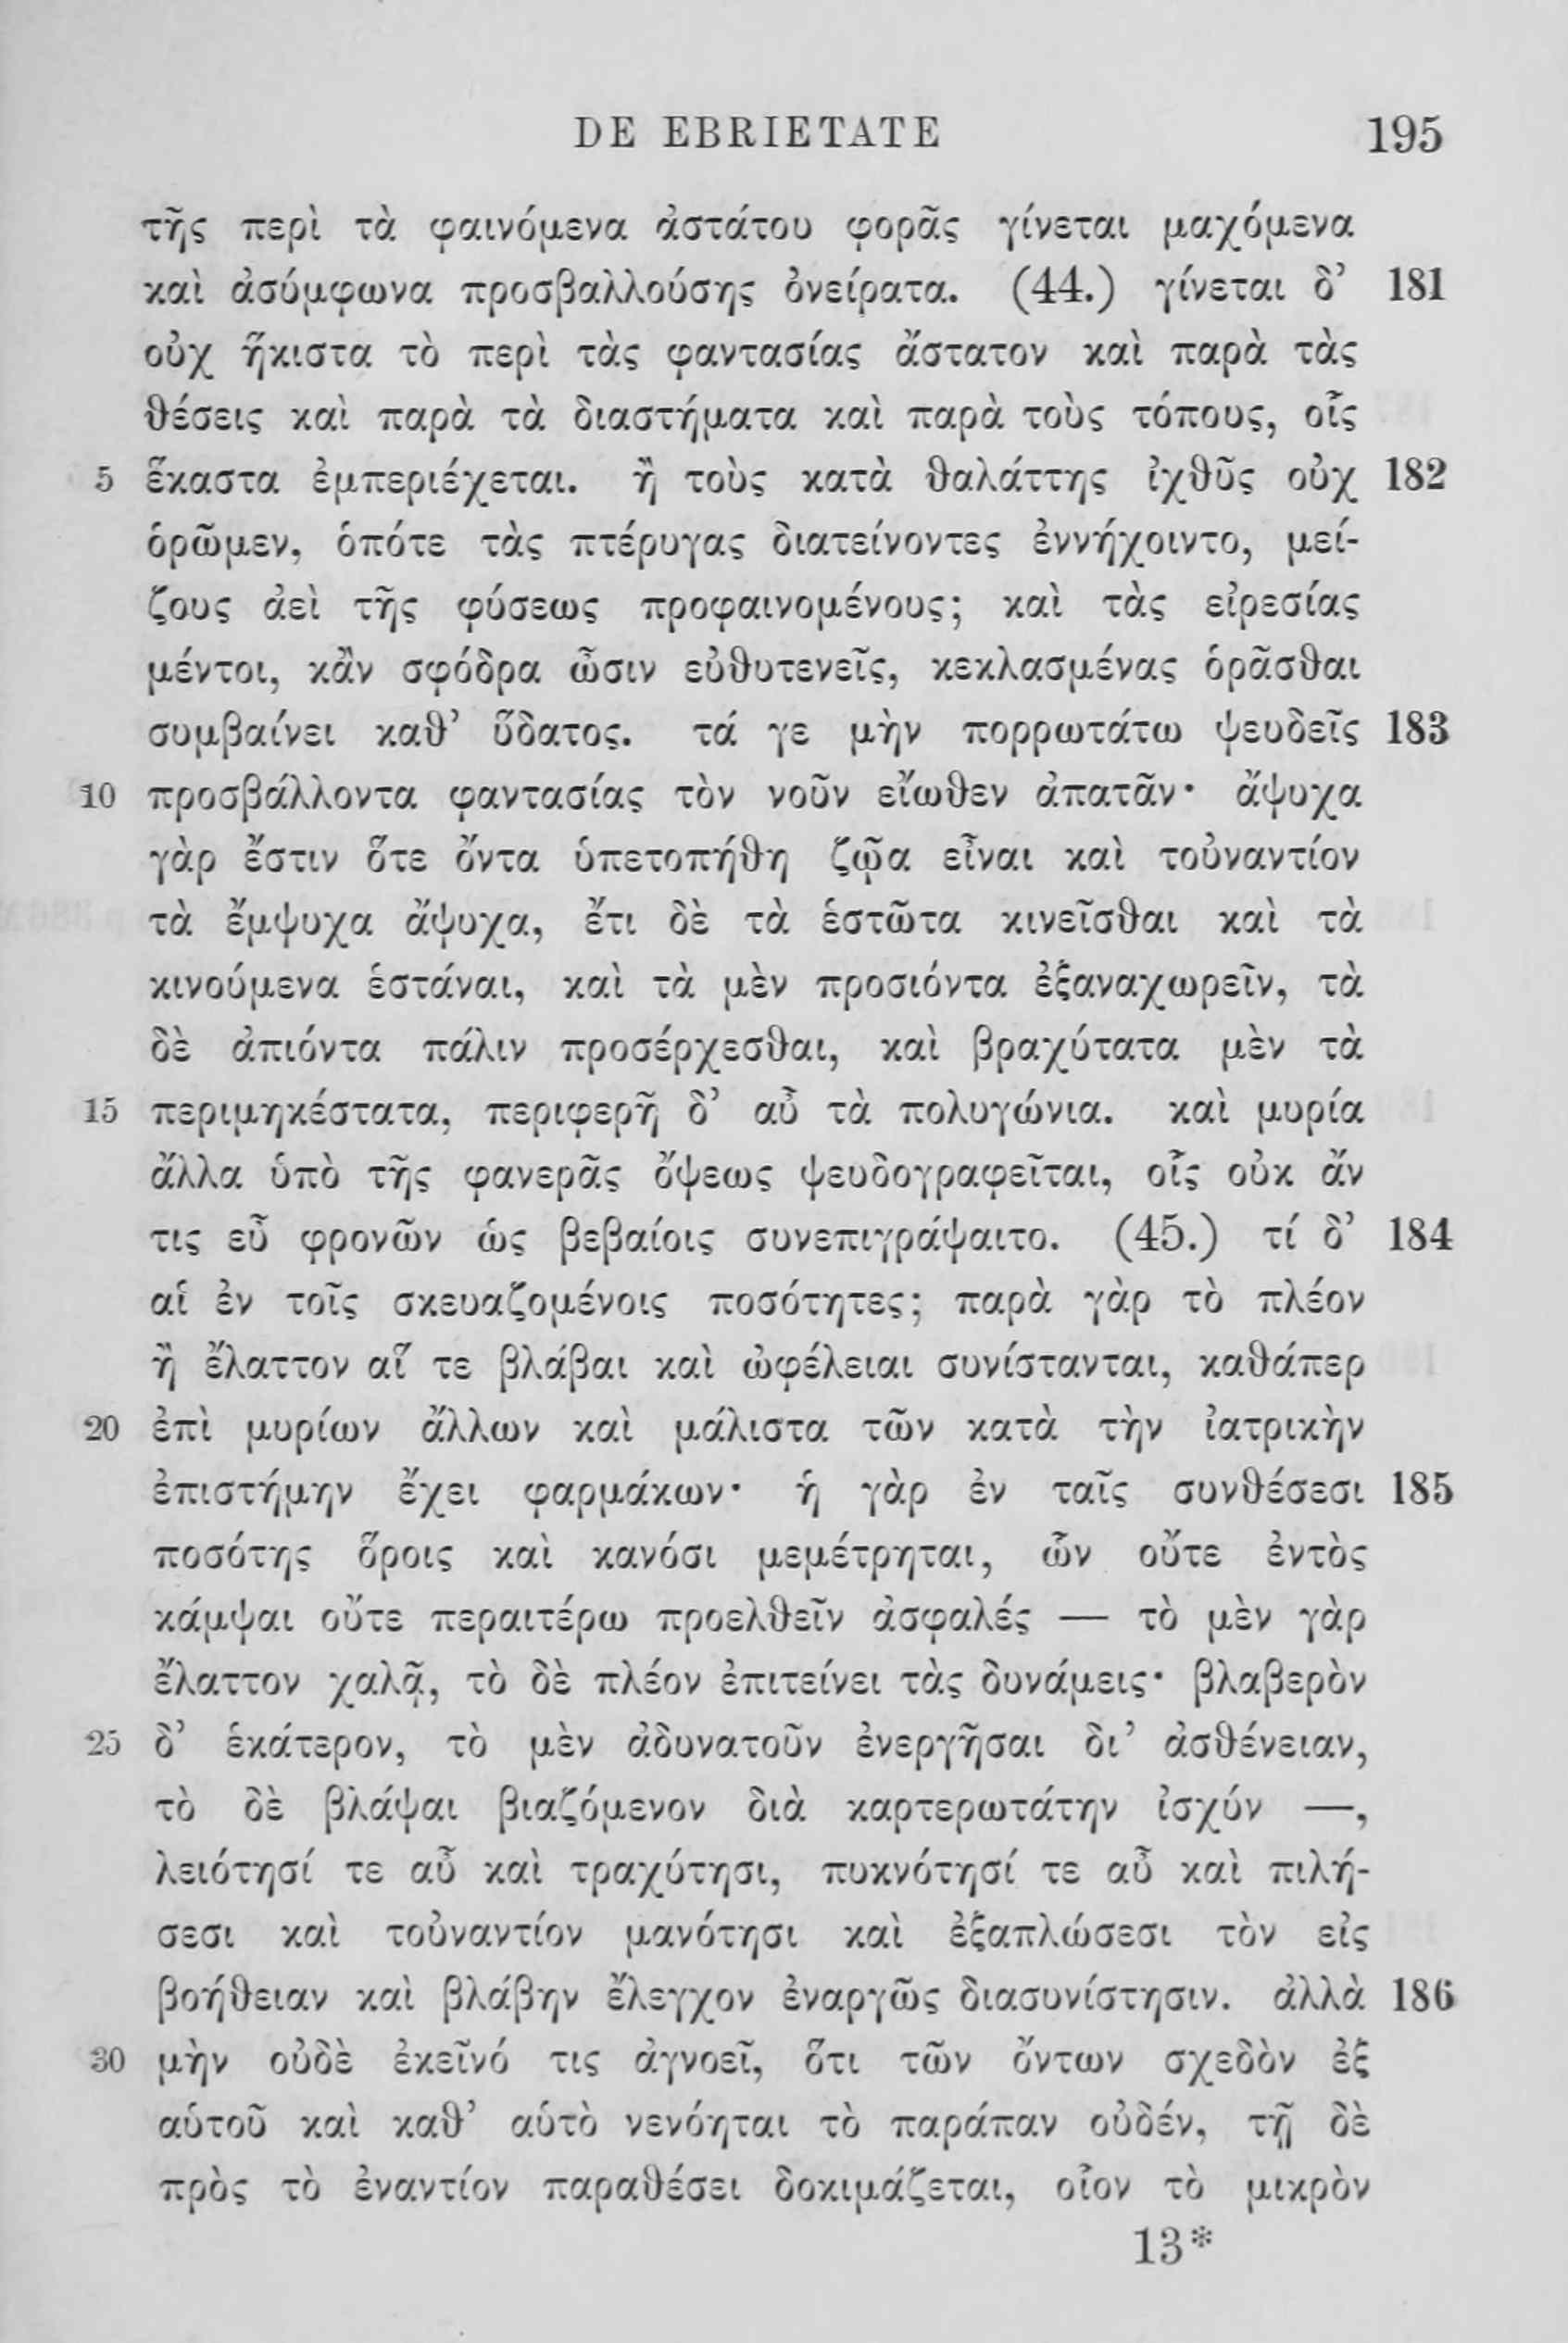 DE EBRIETATE 195
τῆς περὶ τὰ φαινόμενα ἀστάτου φορᾶς γίνεται μαχόμενα
καὶ ἀσύμφωνα προσβαλλούσης ὀνείρατα. (44.) γίνεται δ’ 181
οὐχ ἥκιστα τὸ περὶ τὰς φαντασίας ἄστατον καὶ παρὰ τὰς
θέσεις καὶ παρὰ τὰ διαστήματα καὶ παρὰ τοὺς τόπους, οἷς
5 ἕκαστα ἐμπεριέχεται. ἢ τοὺς κατὰ θαλάττης ἰχθῦς οὐχ 182
ὁρῶμεν, ὁπότε τὰς πτέρυγας διατείνοντες ἐννήχοιντο, μεί-
ζους ἀεὶ τῆς φύσεως προφαινομένους; καὶ τὰς εἰρεσίας
μέντοι, κἂν σφόδρα ὦσιν εὐθυτενεῖς, κεκλασμένας ὁρᾶσθαι
συμβαίνει καθ’ ὕδατος. τά γε μὴν πορρωτάτω ψευδεῖς 183
10 προσβάλλοντα φαντασίας τὸν νοῦν εἴωθεν ἀπατᾶν· ἄψυχα
γὰρ ἔστιν ὅτε ὄντα ὑπετοπήθη ζῷα εἶναι καὶ τοὐναντίον
τὰ ἔμψυχα ἄψυχα, ἔτι δὲ τὰ ἑστῶτα κινεῖσθαι καὶ τὰ
κινούμενα ἑστάναι, καὶ τὰ μὲν προσιόντα ἐξαναχωρεῖν, τὰ
δὲ ἀπιόντα πάλιν προσέρχεσθαι, καὶ βραχύτατα μὲν τὰ
15 περιμηκέστατα, περιφερῆ δ’ αὖ τὰ πολυγώνια. καὶ μυρία
ἄλλα ὑπὸ τῆς φανερᾶς ὄψεως ψευδογραφεῖται, οἷς οὐκ ἄν
τις εὖ φρονῶν ὡς βεβαίοις συνεπιγράψαιτο. (45.) τί δ’ 184
αἱ ἐν τοῖς σκευαζομένοις ποσότητες; παρὰ γὰρ τὸ πλέον
ἢ ἔλαττον αἵ τε βλάβαι καὶ ὠφέλειαι συνίστανται, καθάπερ
20 ἐπὶ μυρίων ἄλλων καὶ μάλιστα τῶν κατὰ τὴν ἰατρικὴν
ἐπιστήμην ἔχει φαρμάκων· ἡ γὰρ ἐν ταῖς συνθέσεσι 185
ποσότης ὅροις καὶ κανόσι μεμέτρηται, ὧν οὔτε ἐντὸς
κάμψαι οὔτε περαιτέρω προελθεῖν ἀσφαλές — τὸ μὲν γὰρ
ἔλαττον χαλᾷ, τὸ δὲ πλέον ἐπιτείνει τὰς δυνάμεις· βλαβερὸν
25 δ’ ἑκάτερον, τὸ μὲν ἀδυνατοῦν ἐνεργῆσαι δι’ ἀσθένειαν,
τὸ δὲ βλάψαι βιαζόμενον διὰ καρτερωτάτην ἰσχύν —,
λειότησί τε αὖ καὶ τραχύτησι, πυκνότησί τε αὖ καὶ πιλή-
σεσι καὶ τοὐναντίον μανότησι καὶ ἐξαπλώσεσι τὸν εἰς
βοήθειαν καὶ βλάβην ἔλεγχον ἐναργῶς διασυνίστησιν. ἀλλὰ 186
30 μὴν οὐδὲ ἐκεῖνό τις ἀγνοεῖ, ὅτι τῶν ὄντων σχεδὸν ἐξ
αὑτοῦ καὶ καθ’ αὑτὸ νενόηται τὸ παράπαν οὐδέν, τῇ δὲ
πρὸς τὸ ἐναντίον παραθέσει δοκιμάζεται, οἷον τὸ μικρὸν
13*